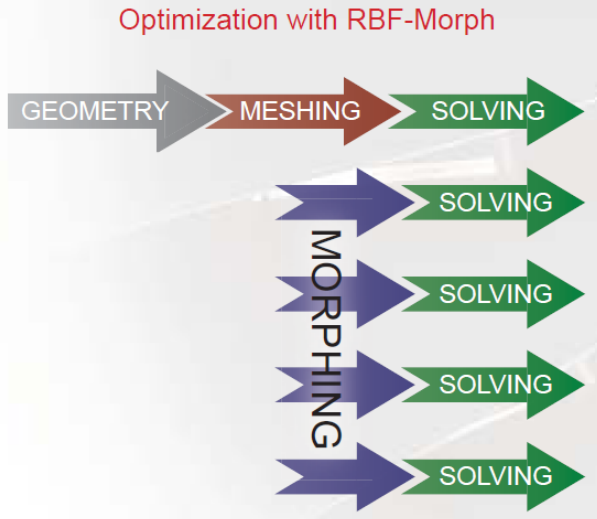 Optimization with RBF-Morph
GEOMETRY MESHING SOLVING
SOLVING
MORPHING
SOLVING
SOLVING
SOLVING